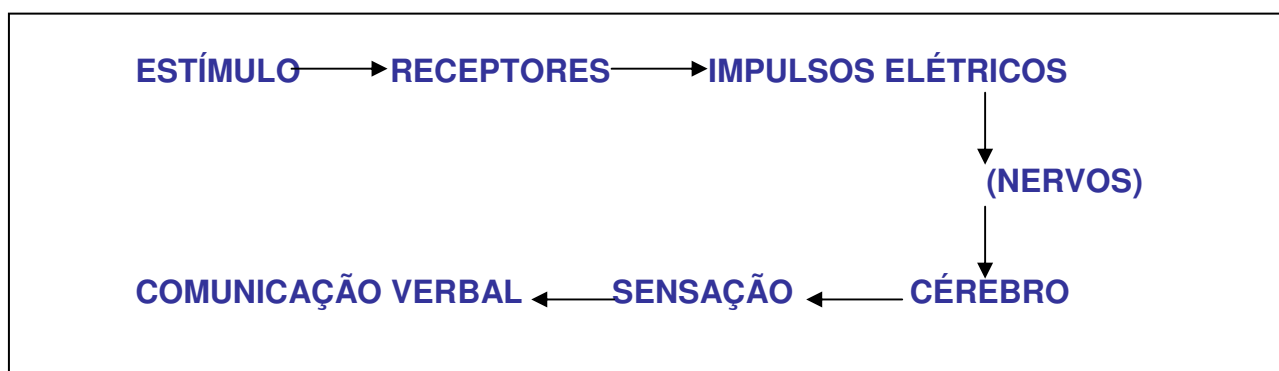 ESTÍMULO RECEPTORES IMPULSOS ELÉTRICOS
(NERVOS)
COMUNICAÇÃO VERBAL SENSAÇÃO CÉREBRO